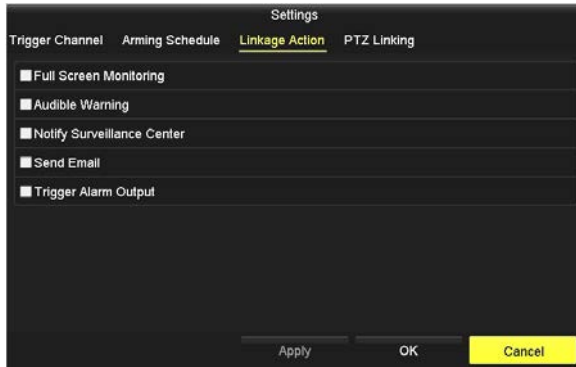 Settings
Trigger Channel Arming Schedule Linkage Action PTZ Linking
Full Screen Monitoring
Audible Warning
Notify Surveillance Center
Send Email
Trigger Alarm Output
Apply OK Cancel